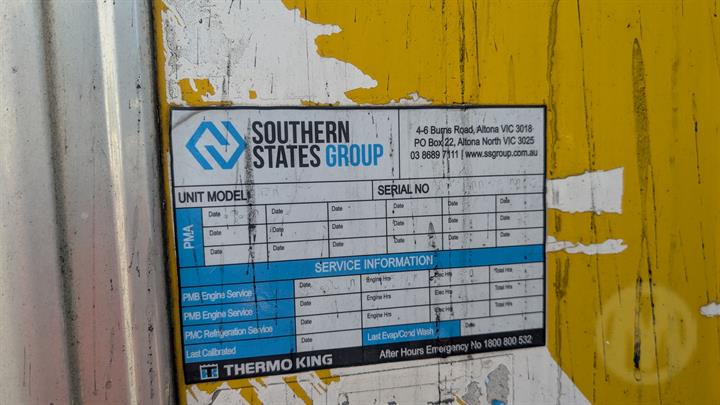 SOUTHERN
STATES GROUP
4-6 Burns Road, Altona VIC 3018
PO Box 22, Altona North VIC 3025
03 8689 7111 | www.ssgroup.com.au
UNIT MODEL
SERIAL NO
PMA
Date Date Date Date Date Date
Date Date Date Date Date Date
Date Date Date Date Date Date
SERVICE INFORMATION
PMB Engine Service Date Engine Hrs Elec Hrs Total Hrs
PMB Engine Service Date Engine Hrs Elec Hrs Total Hrs
PMC Refrigeration Service Date Engine Hrs Elec Hrs Total Hrs
Last Calibrated Date Last Evap/Cond Wash Date
THERMO KING
After Hours Emergency No 1800 800 532